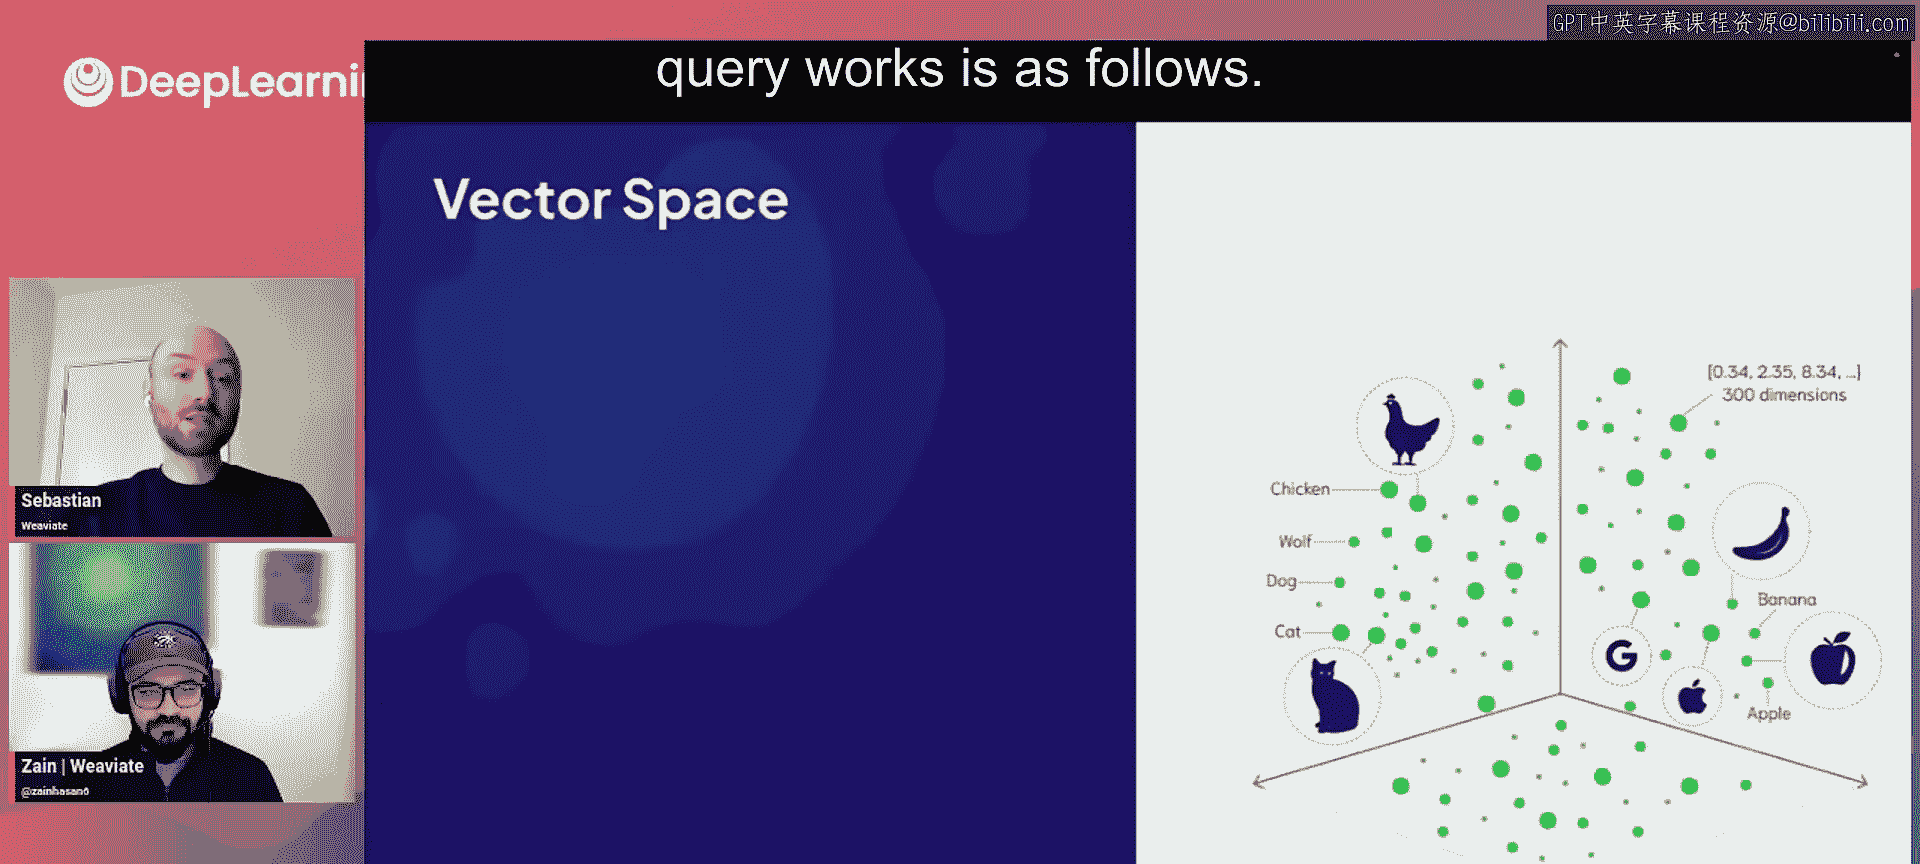 GPT中英字幕课程资源@bilibili.com
DeepLearni
query works is as follows.
Vector Space
[0.34, 2.35, 8.34, ...]
300 dimensions
Chicken
Wolf
Dog
Cat
Banana
G
Apple
Sebastian
Weaviate
Zain | Weaviate
@zainhasan6